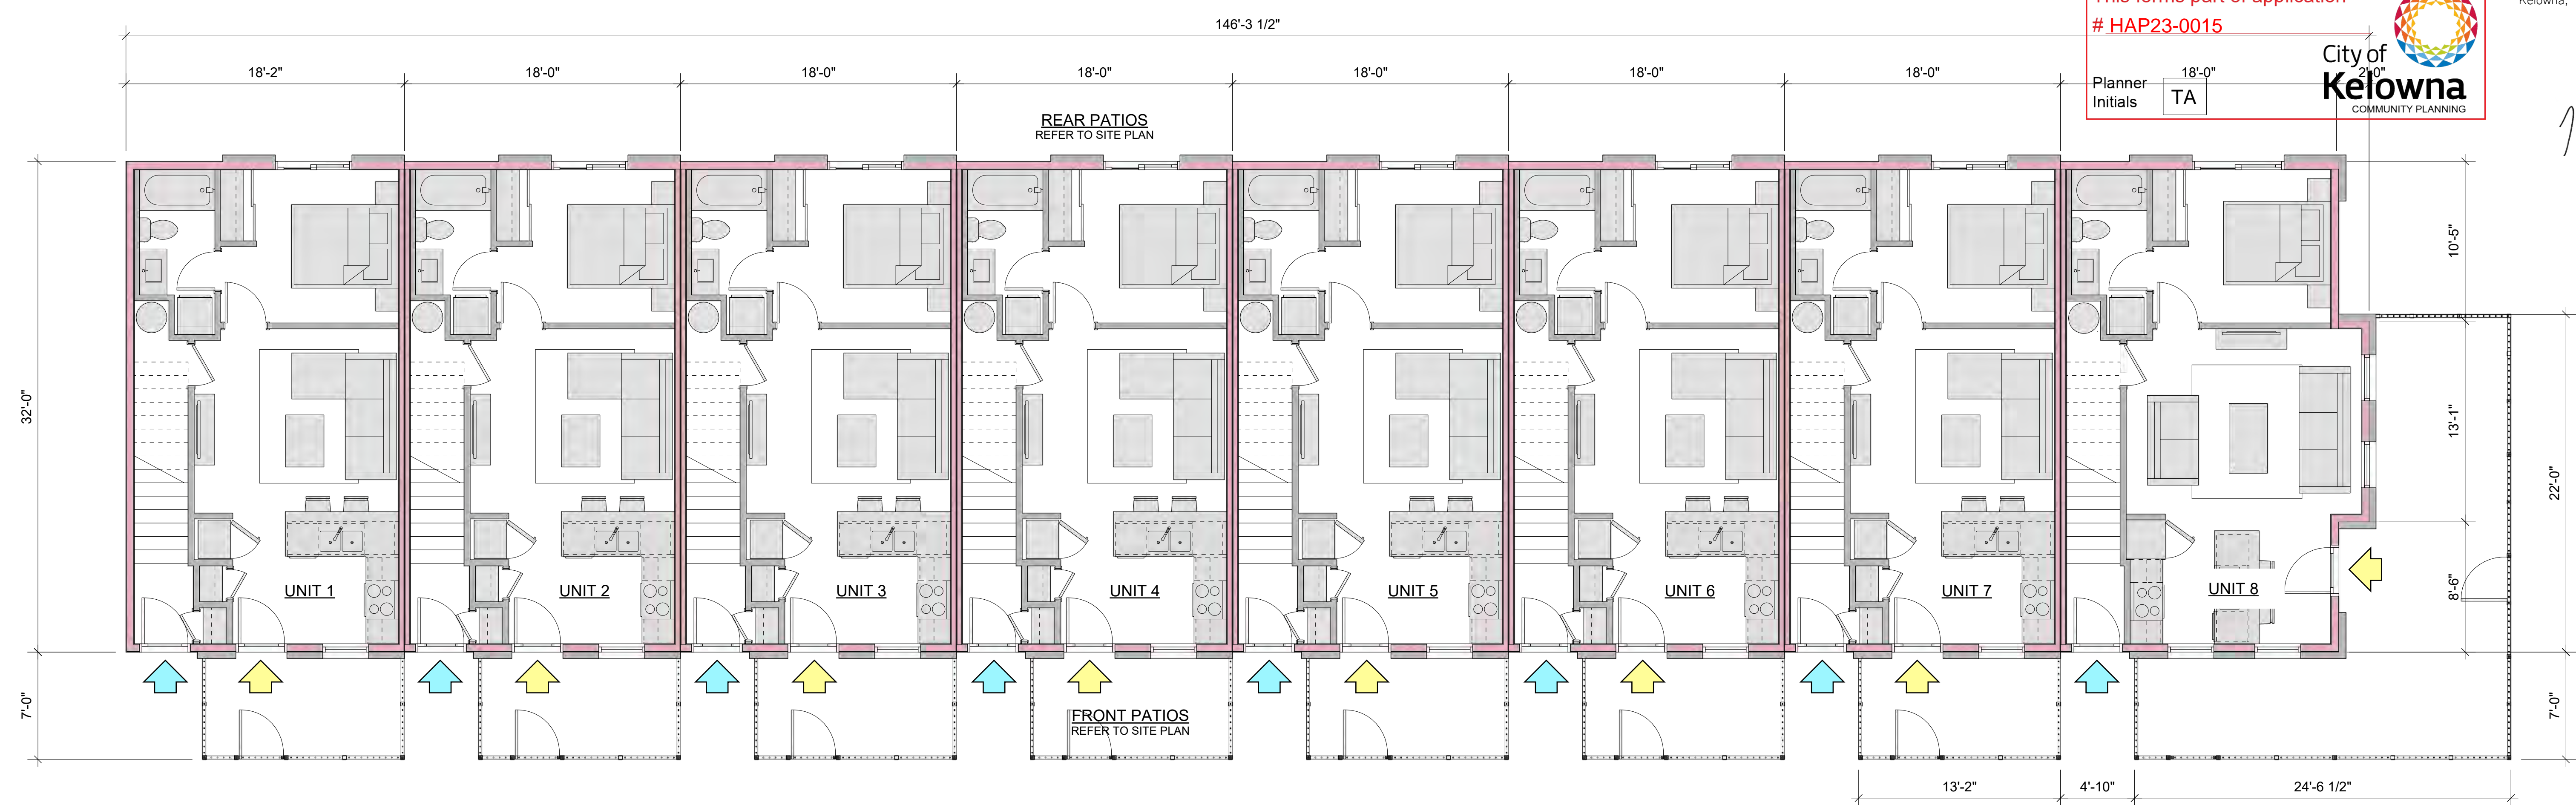 This forms part of application
# HAP23-0015
City of
Kelowna
COMMUNITY PLANNING
Planner
Initials
TA
Kelowna,
146'-3 1/2"
18'-2"
18'-0"
18'-0"
18'-0"
18'-0"
18'-0"
18'-0"
18'-0"
2'-0"
REAR PATIOS
REFER TO SITE PLAN
32'-0"
7'-0"
10'-5"
13'-1"
8'-6"
22'-0"
7'-0"
UNIT 1
UNIT 2
UNIT 3
UNIT 4
UNIT 5
UNIT 6
UNIT 7
UNIT 8
FRONT PATIOS
REFER TO SITE PLAN
13'-2"
4'-10"
24'-6 1/2"